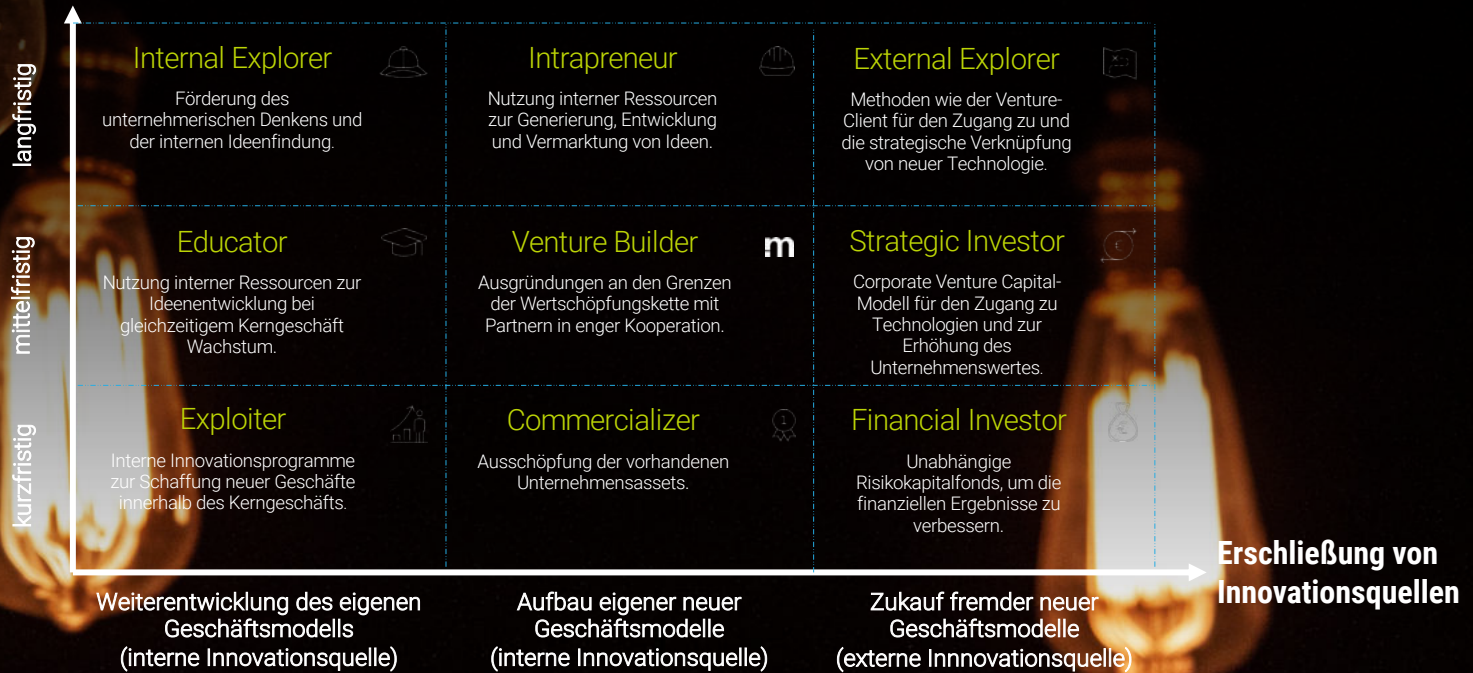 langfristig
Internal Explorer
Förderung des
unternehmerischen Denkens und
der internen Ideenfindung.
Intrapreneur
Nutzung interner Ressourcen
zur Generierung, Entwicklung
und Vermarktung von Ideen.
External Explorer
Methoden wie der Venture-
Client für den Zugang zu und
die strategische Verknüpfung
von neuer Technologie.
mittelfristig
Educator
Nutzung interner Ressourcen zur
Ideenentwicklung bei
gleichzeitigem Kerngeschäft
Wachstum.
Venture Builder
m
Ausgründungen an den Grenzen
der Wertschöpfungskette mit
Partnern in enger Kooperation.
Strategic Investor
€
Corporate Venture Capital-
Modell für den Zugang zu
Technologien und zur
Erhöhung des
Unternehmenswertes.
kurzfristig
Exploiter
Interne Innovationsprogramme
zur Schaffung neuer Geschäfte
innerhalb des Kerngeschäfts.
Commercializer
1
Ausschöpfung der vorhandenen
Unternehmensassets.
Financial Investor
€
Unabhängige
Risikokapitalfonds, um die
finanziellen Ergebnisse zu
verbessern.
Erschließung von
Innovationsquellen
Weiterentwicklung des eigenen
Geschäftsmodells
(interne Innnovationsquelle)
Aufbau eigener neuer
Geschäftsmodelle
(interne Innnovationsquelle)
Zukauf fremder neuer
Geschäftsmodelle
(externe Innnovationsquelle)